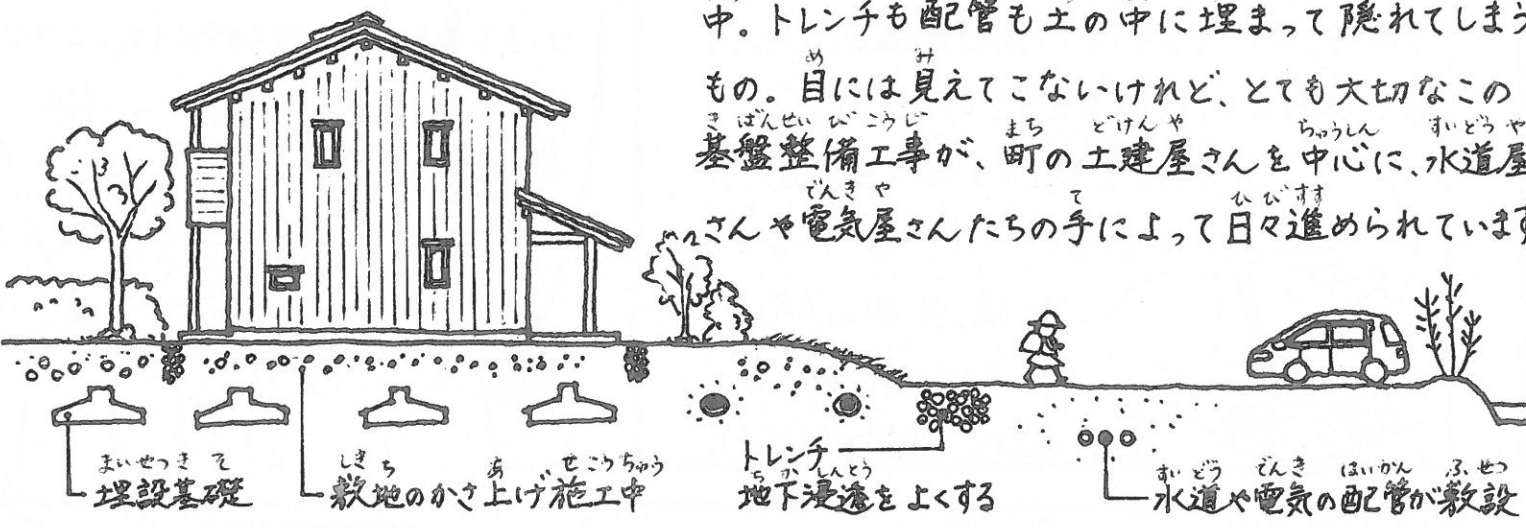 中。トレンチも配管も土の中に埋まって隠れてしまう
もの。目には見えてこないけれど、とても大切なこの
基盤整備工事が、町の土建屋さんを中心に、水道屋
さんや電気屋さんたちの手によって日々進められています
埋設基礎
敷地のかさ上げ施工中
トレンチ
地下浸透をよくする
水道や電気の配管が敷設